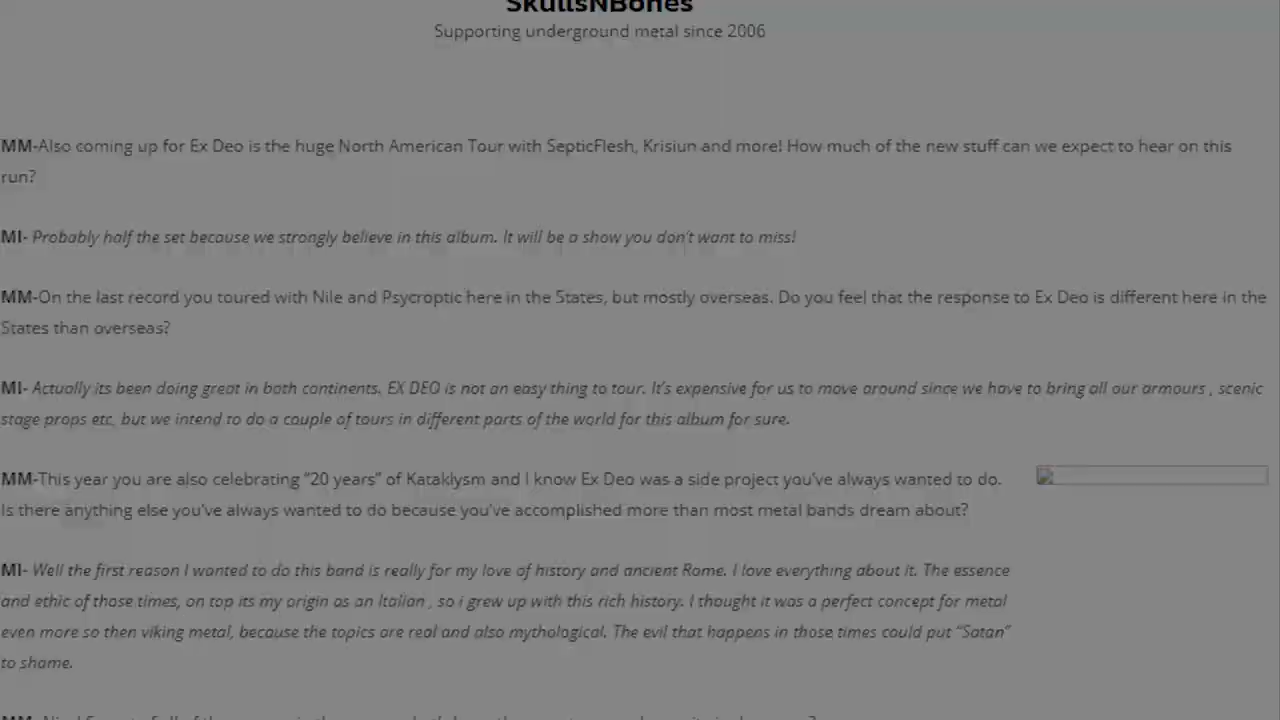 SkullsNBones
Supporting underground metal since 2006
MM-Also coming up for Ex Deo is the huge North American Tour with SepticFlesh, Krisiun and more! How much of the new stuff can we expect to hear on this
run?
MI- Probably half the set because we strongly believe in this album. It will be a show you don't want to miss!
MM-On the last record you toured with Nile and Psycroptic here in the States, but mostly overseas. Do you feel that the response to Ex Deo is different here in the
States than overseas?
MI- Actually its been doing great in both continents. EX DEO is not an easy thing to tour. It's expensive for us to move around since we have to bring all our armours , scenic
stage props etc, but we intend to do a couple of tours in different parts of the world for this album for sure.
MM-This year you are also celebrating “20 years” of Kataklysm and I know Ex Deo was a side project you've always wanted to do.
Is there anything else you've always wanted to do because you've accomplished more than most metal bands dream about?
MI- Well the first reason I wanted to do this band is really for my love of history and ancient Rome. I love everything about it. The essence
and ethic of those times, on top its my origin as an Italian , so i grew up with this rich history. I thought it was a perfect concept for metal
even more so then viking metal, because the topics are real and also mythological. The evil that happens in those times could put “Satan”
to shame.